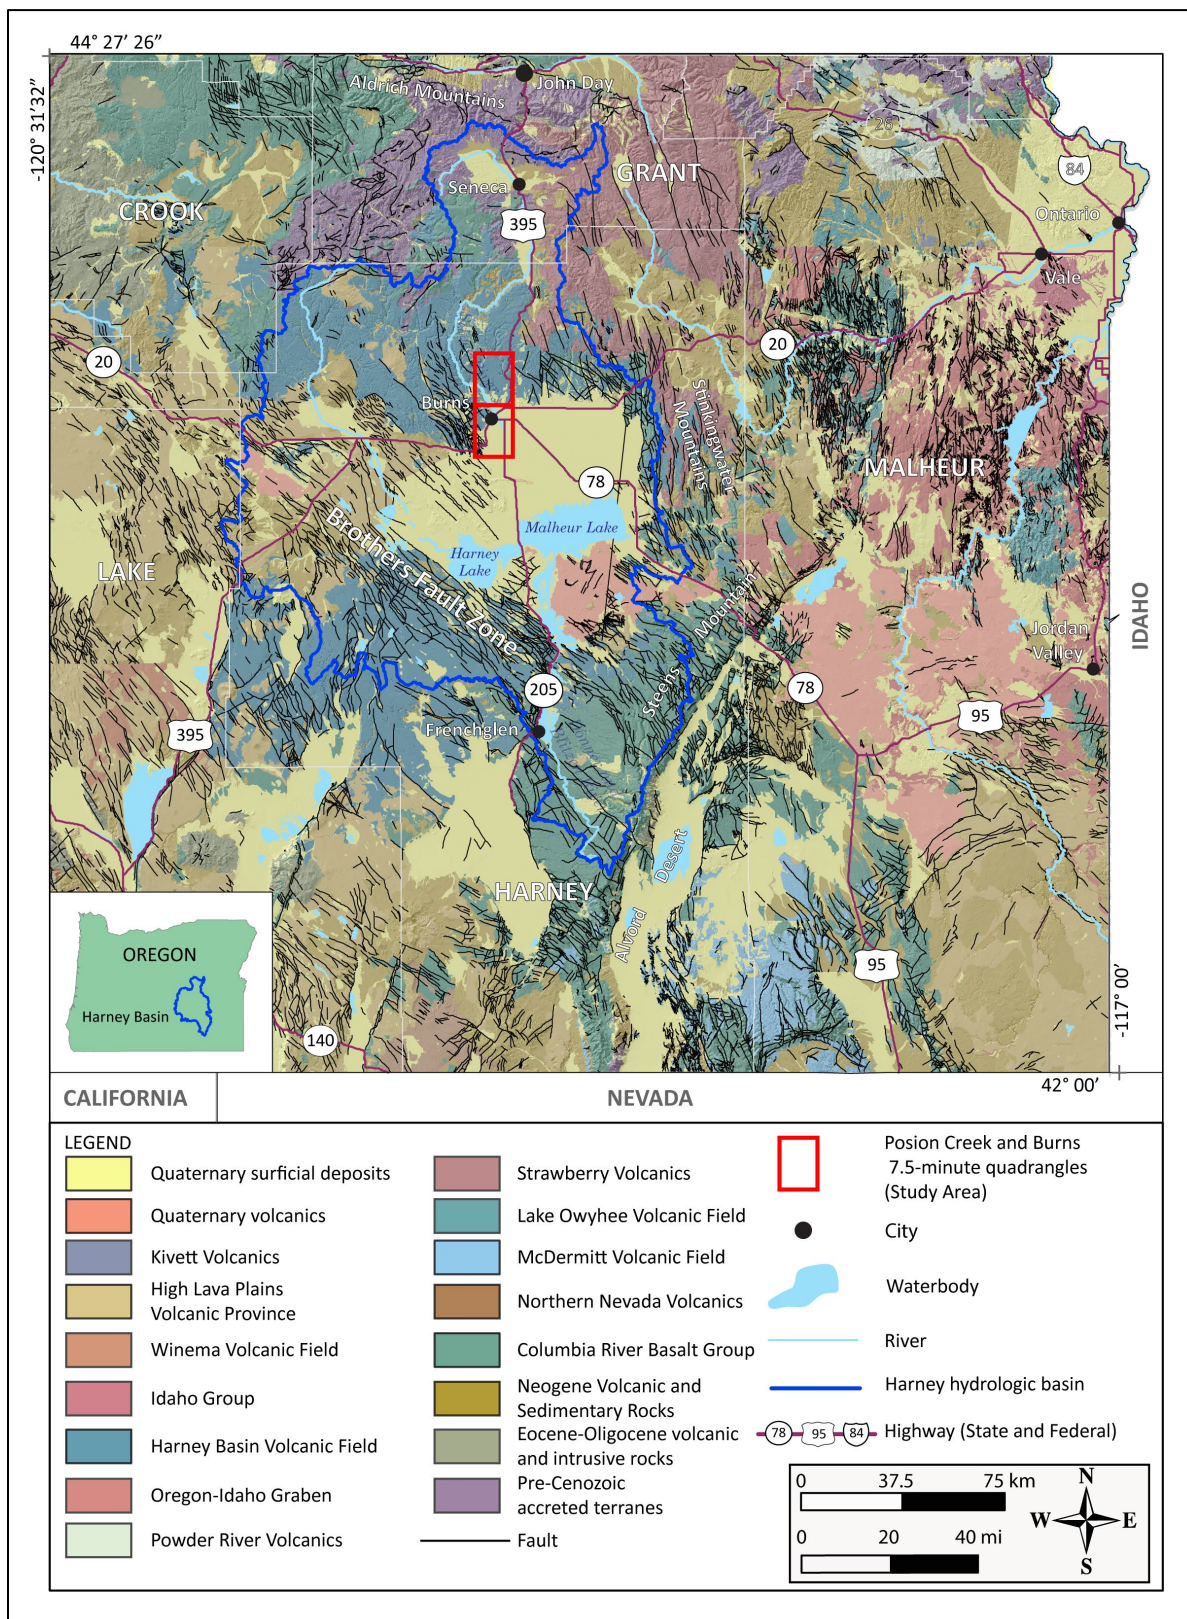 44° 27' 26”
-120° 31'32”
Aldrich Mountains
John Day
26
GRANT
84
Seneca
CROOK
395
Ontario
Vale
20
20
Burns
Stinkingwater
Mountains
MALHEUR
78
Malheur Lake
Harney
Lake
Brothers Fault Zone
LAKE
IDAHO
Steens Mountain
Jordan
Valley
205
78
95
395
Frenchglen
Alvord Desert
HARNEY
95
OREGON
Harney Basin
140
-117° 00'
42° 00'
CALIFORNIA
NEVADA
LEGEND
Quaternary surficial deposits
Quaternary volcanics
Kivett Volcanics
High Lava Plains
Volcanic Province
Winema Volcanic Field
Idaho Group
Harney Basin Volcanic Field
Oregon-Idaho Graben
Powder River Volcanics
Strawberry Volcanics
Lake Owyhee Volcanic Field
McDermitt Volcanic Field
Northern Nevada Volcanics
Columbia River Basalt Group
Neogene Volcanic and
Sedimentary Rocks
Eocene-Oligocene volcanic
and intrusive rocks
Pre-Cenozoic
accreted terranes
Fault
Posion Creek and Burns
7.5-minute quadrangles
(Study Area)
City
Waterbody
River
Harney hydrologic basin
78 95 84 Highway (State and Federal)
0 37.5 75 km
0 20 40 mi
N
W E
S